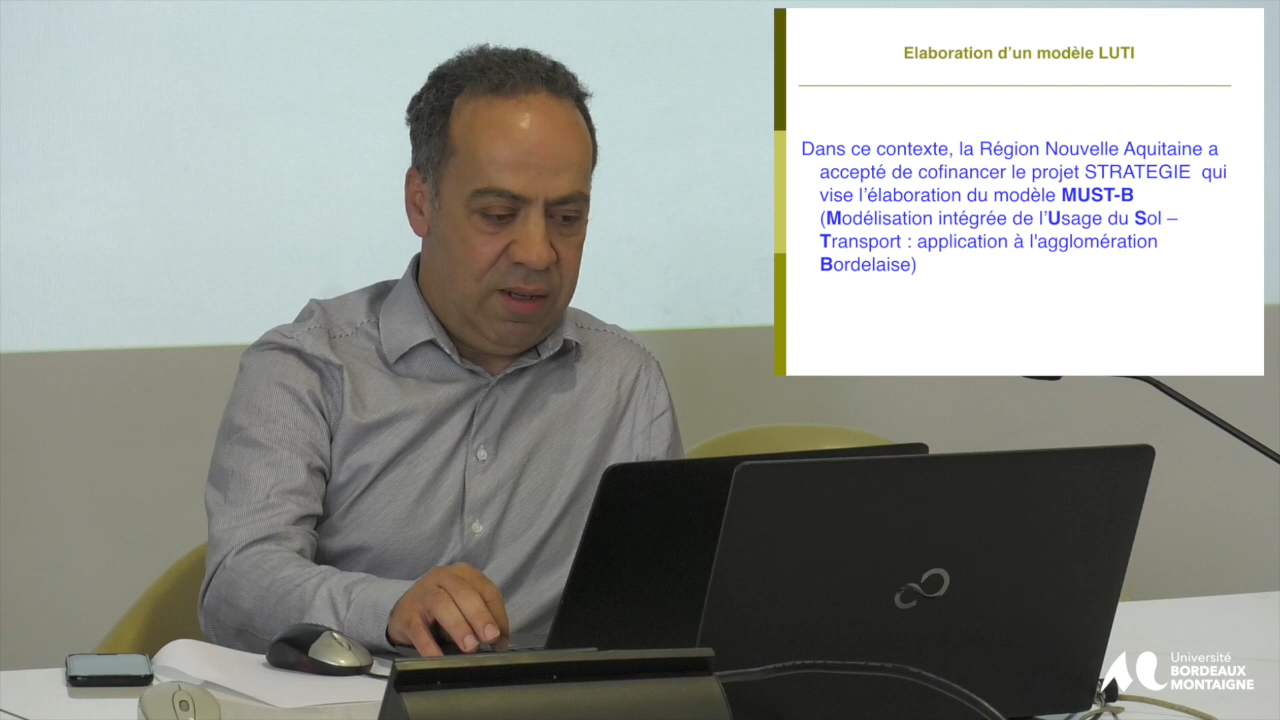 Elaboration d'un modèle LUTI
Dans ce contexte, la Région Nouvelle Aquitaine a
accepté de cofinancer le projet STRATEGIE qui
vise l'élaboration du modèle MUST-B
(Modélisation intégrée de l'Usage du Sol –
Transport : application à l'agglomération
Bordelaise)
Université
BORDEAUX
MONTAIGNE